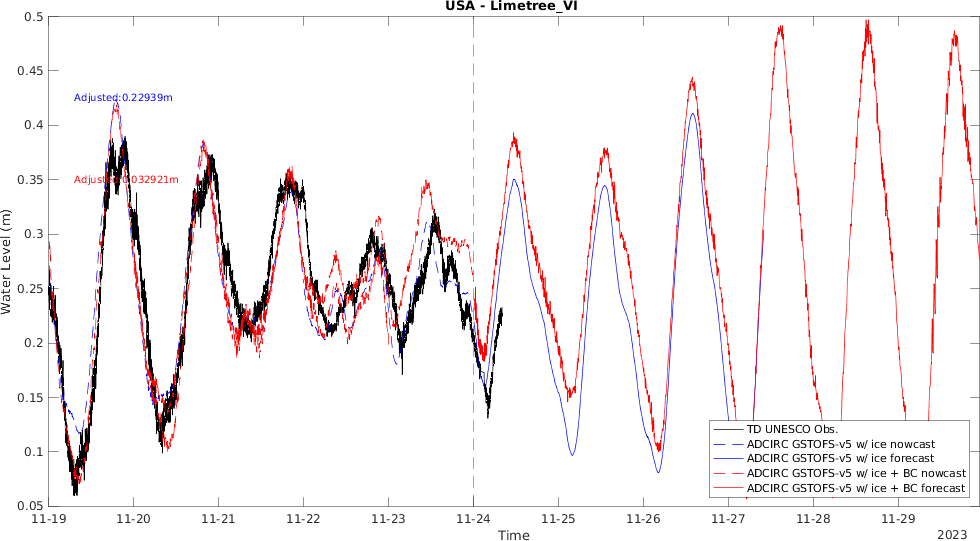 USA - Limetree_VI
0.5
0.45
0.4
0.35
0.3
0.25
0.2
0.15
0.1
0.05
Water Level (m)
Adjusted:0.22939m
Adjusted:0.032921m
TD UNESCO Obs.
ADCIRC GSTOFS-v5 w/ ice nowcast
ADCIRC GSTOFS-v5 w/ ice forecast
ADCIRC GSTOFS-v5 w/ ice + BC nowcast
ADCIRC GSTOFS-v5 w/ ice + BC forecast
11-19 11-20 11-21 11-22 11-23 11-24 11-25 11-26 11-27 11-28 11-29
Time
2023